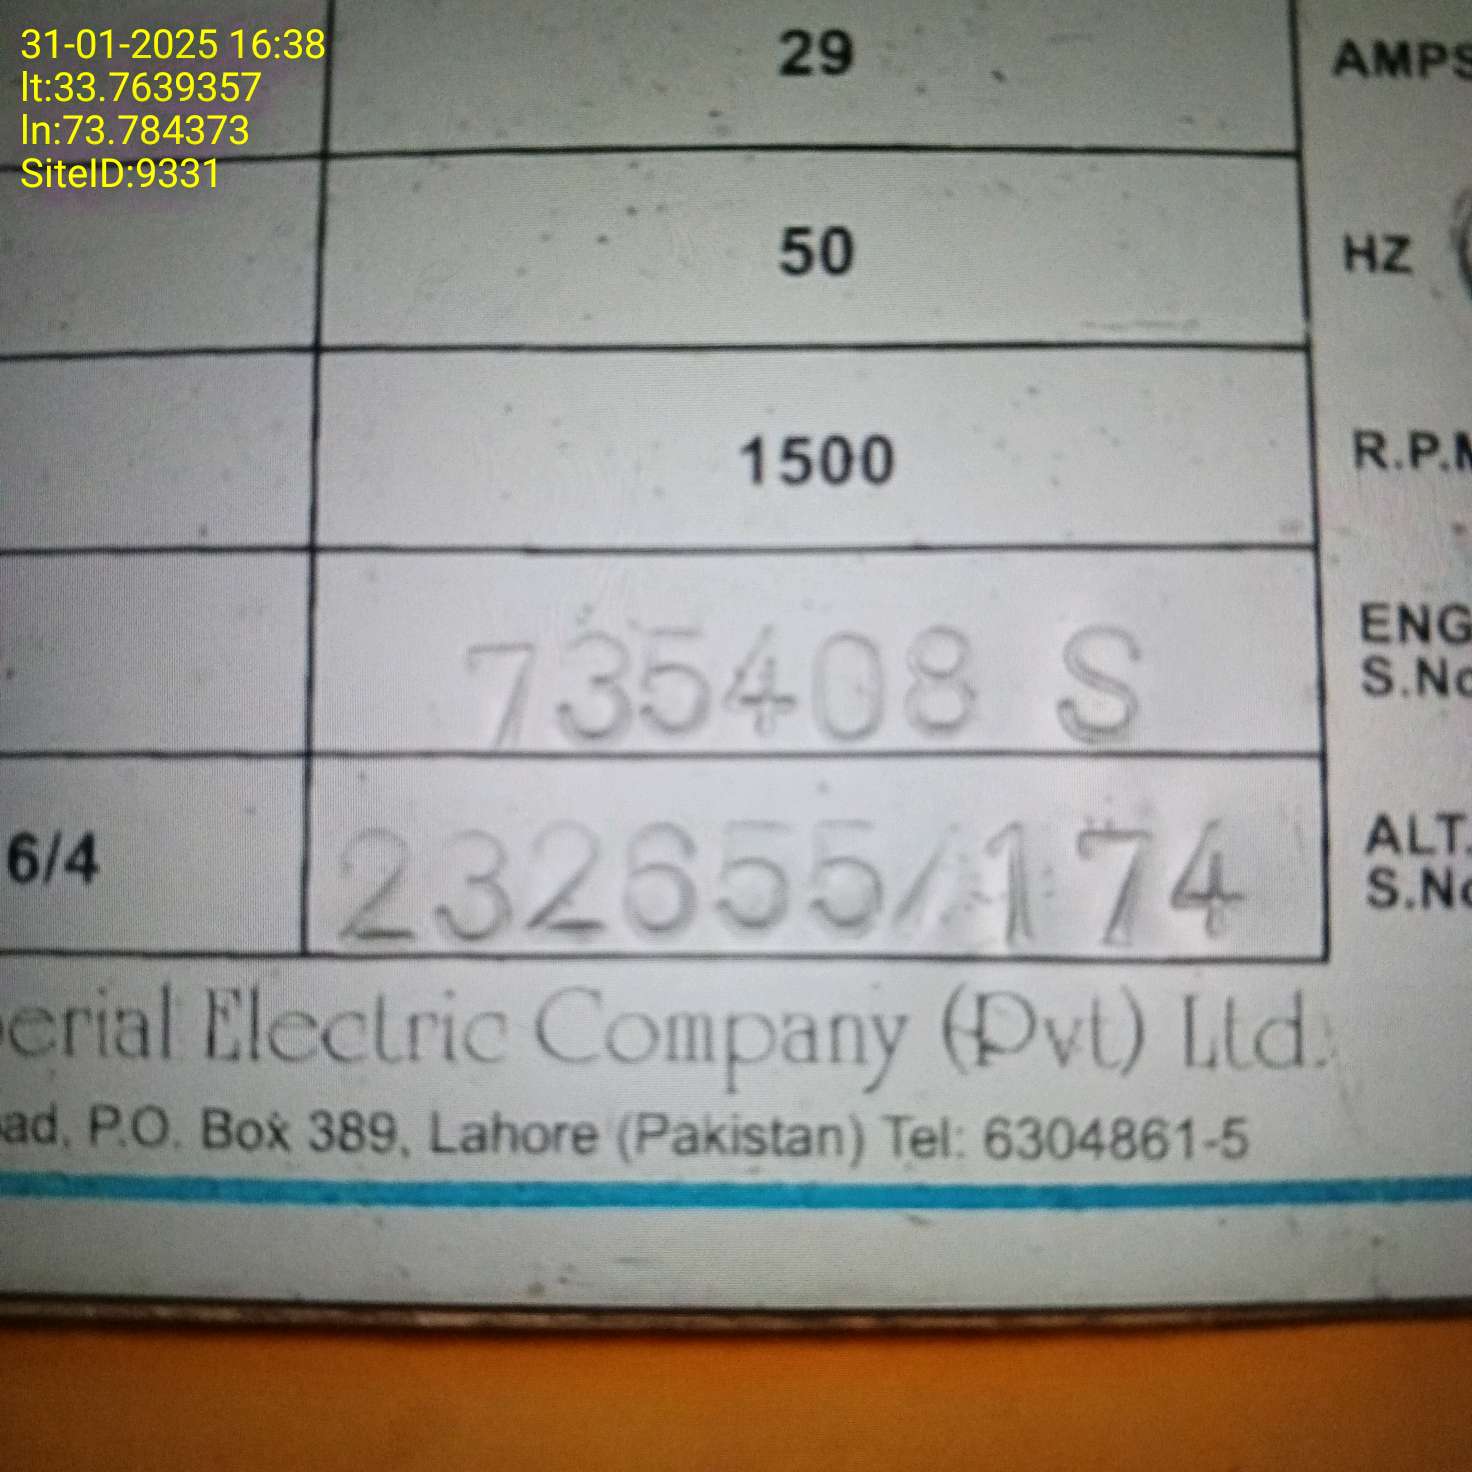 31-01-2025 16:38
lt:33.7639357
ln:73.784373
SiteID:9331
29 AMPS
50 HZ
1500 R.P.M
735408 S ENG
S.No
6/4 232655/174 ALT.
S.No
perial Electric Company (Pvt) Ltd.
oad, P.O. Box 389, Lahore (Pakistan) Tel: 6304861-5